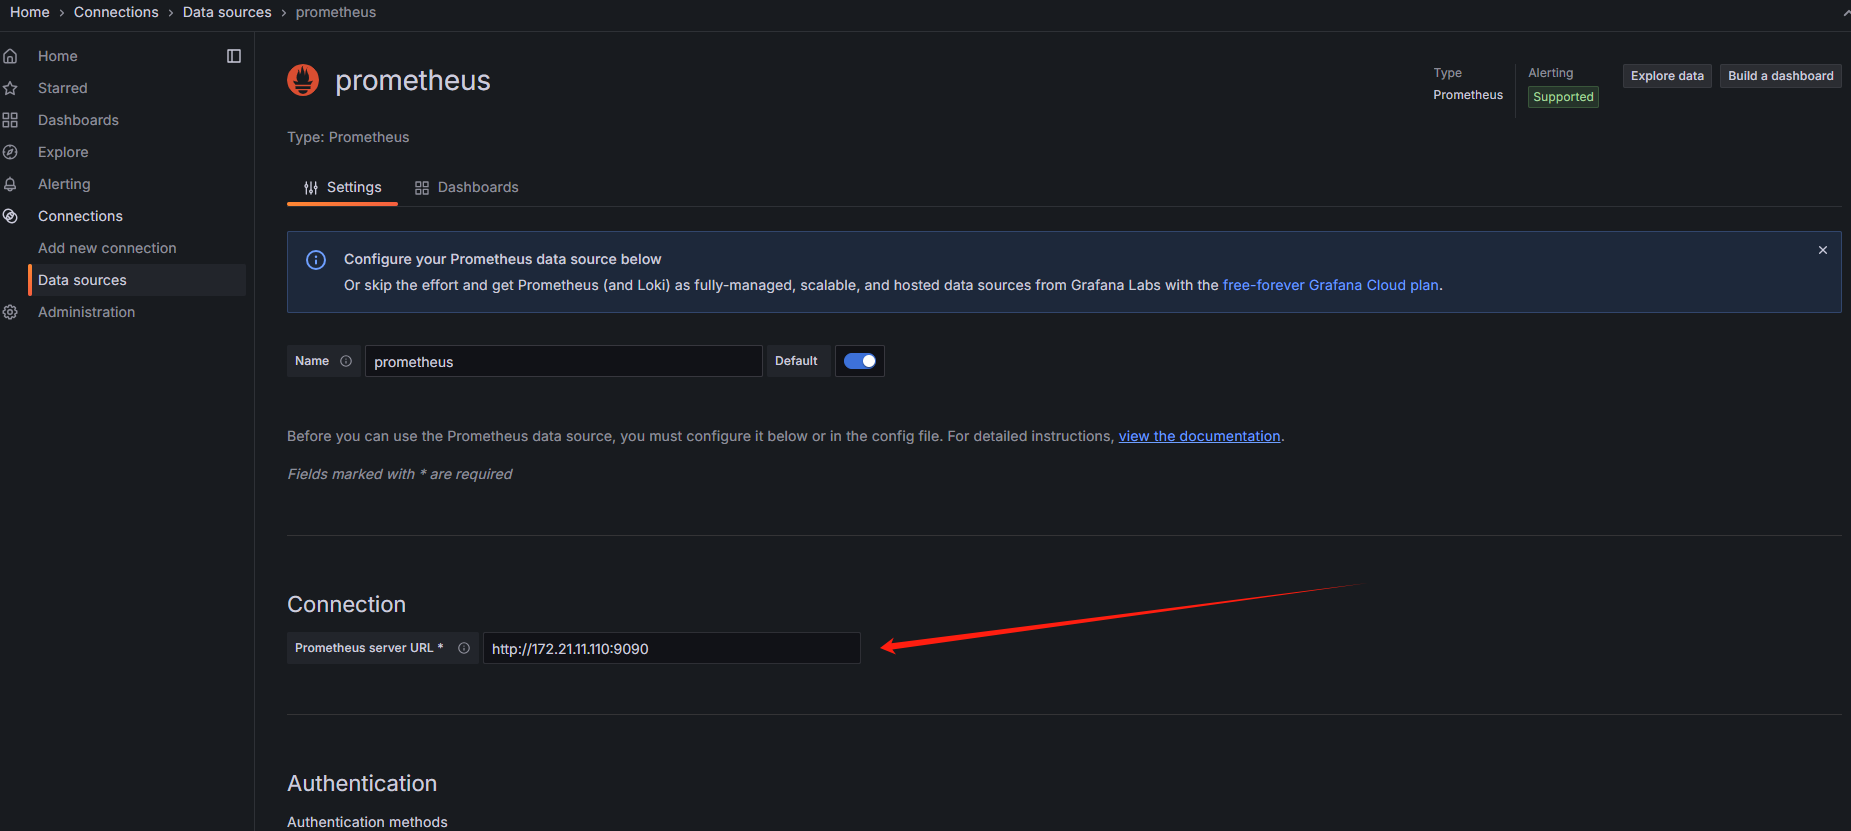 Home › Connections › Data sources › prometheus
Home
Starred
Dashboards
Explore
Alerting
Connections
Add new connection
Data sources
Administration
prometheus
Type
Prometheus
Alerting
Supported
Explore data
Build a dashboard
Type: Prometheus
Settings
Dashboards
Configure your Prometheus data source below
Or skip the effort and get Prometheus (and Loki) as fully-managed, scalable, and hosted data sources from Grafana Labs with the free-forever Grafana Cloud plan.
Name prometheus Default
Before you can use the Prometheus data source, you must configure it below or in the config file. For detailed instructions, view the documentation.
Fields marked with * are required
Connection
Prometheus server URL * http://172.21.11.110:9090
Authentication
Authentication methods